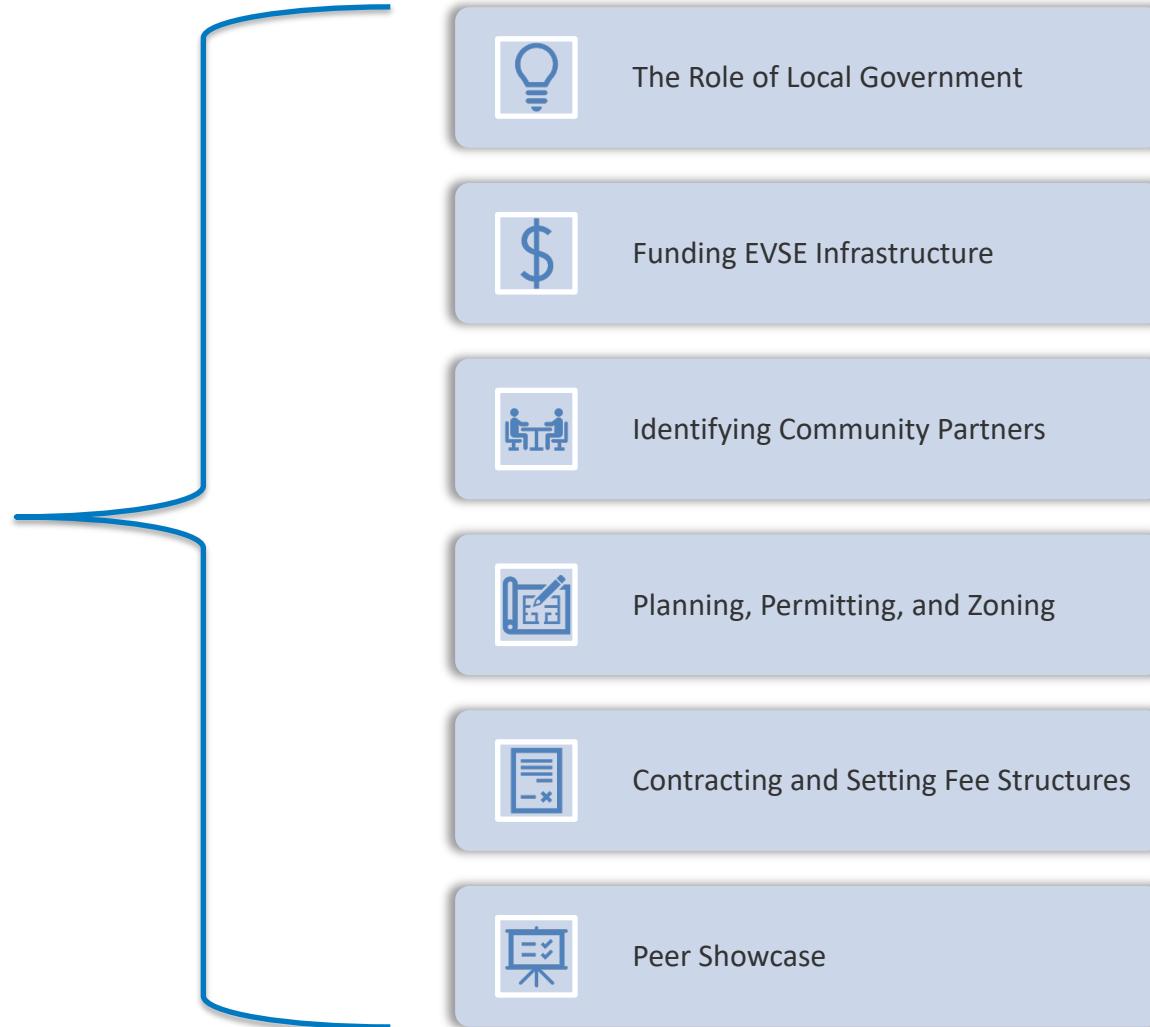 The Role of Local Government
Funding EVSE Infrastructure
Identifying Community Partners
Planning, Permitting, and Zoning
Contracting and Setting Fee Structures
Peer Showcase